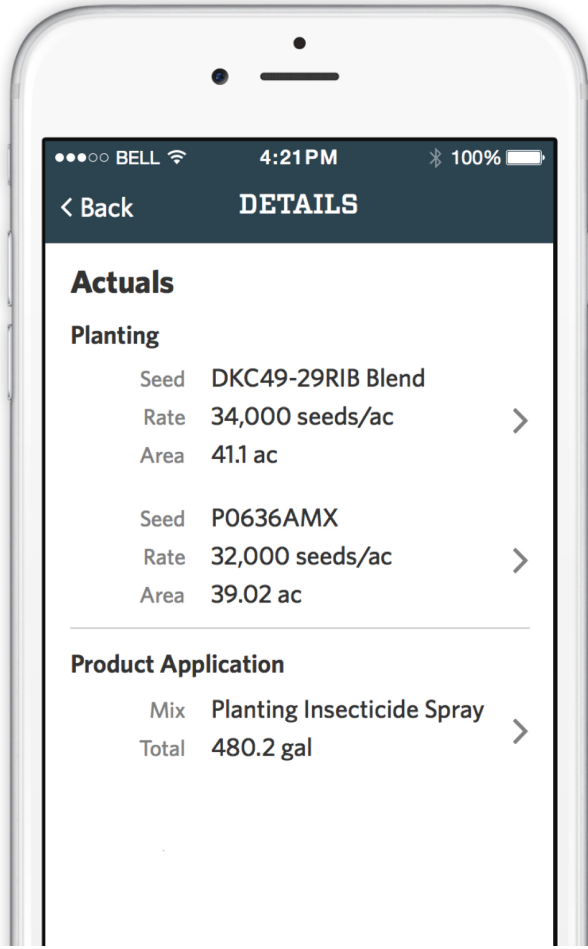 BELL 4:21PM 100%
< Back DETAILS
Actuals
Planting
Seed DKC49-29RIB Blend
Rate 34,000 seeds/ac
Area 41.1 ac
Seed P0636AMX
Rate 32,000 seeds/ac
Area 39.02 ac
Product Application
Mix Planting Insecticide Spray
Total 480.2 gal